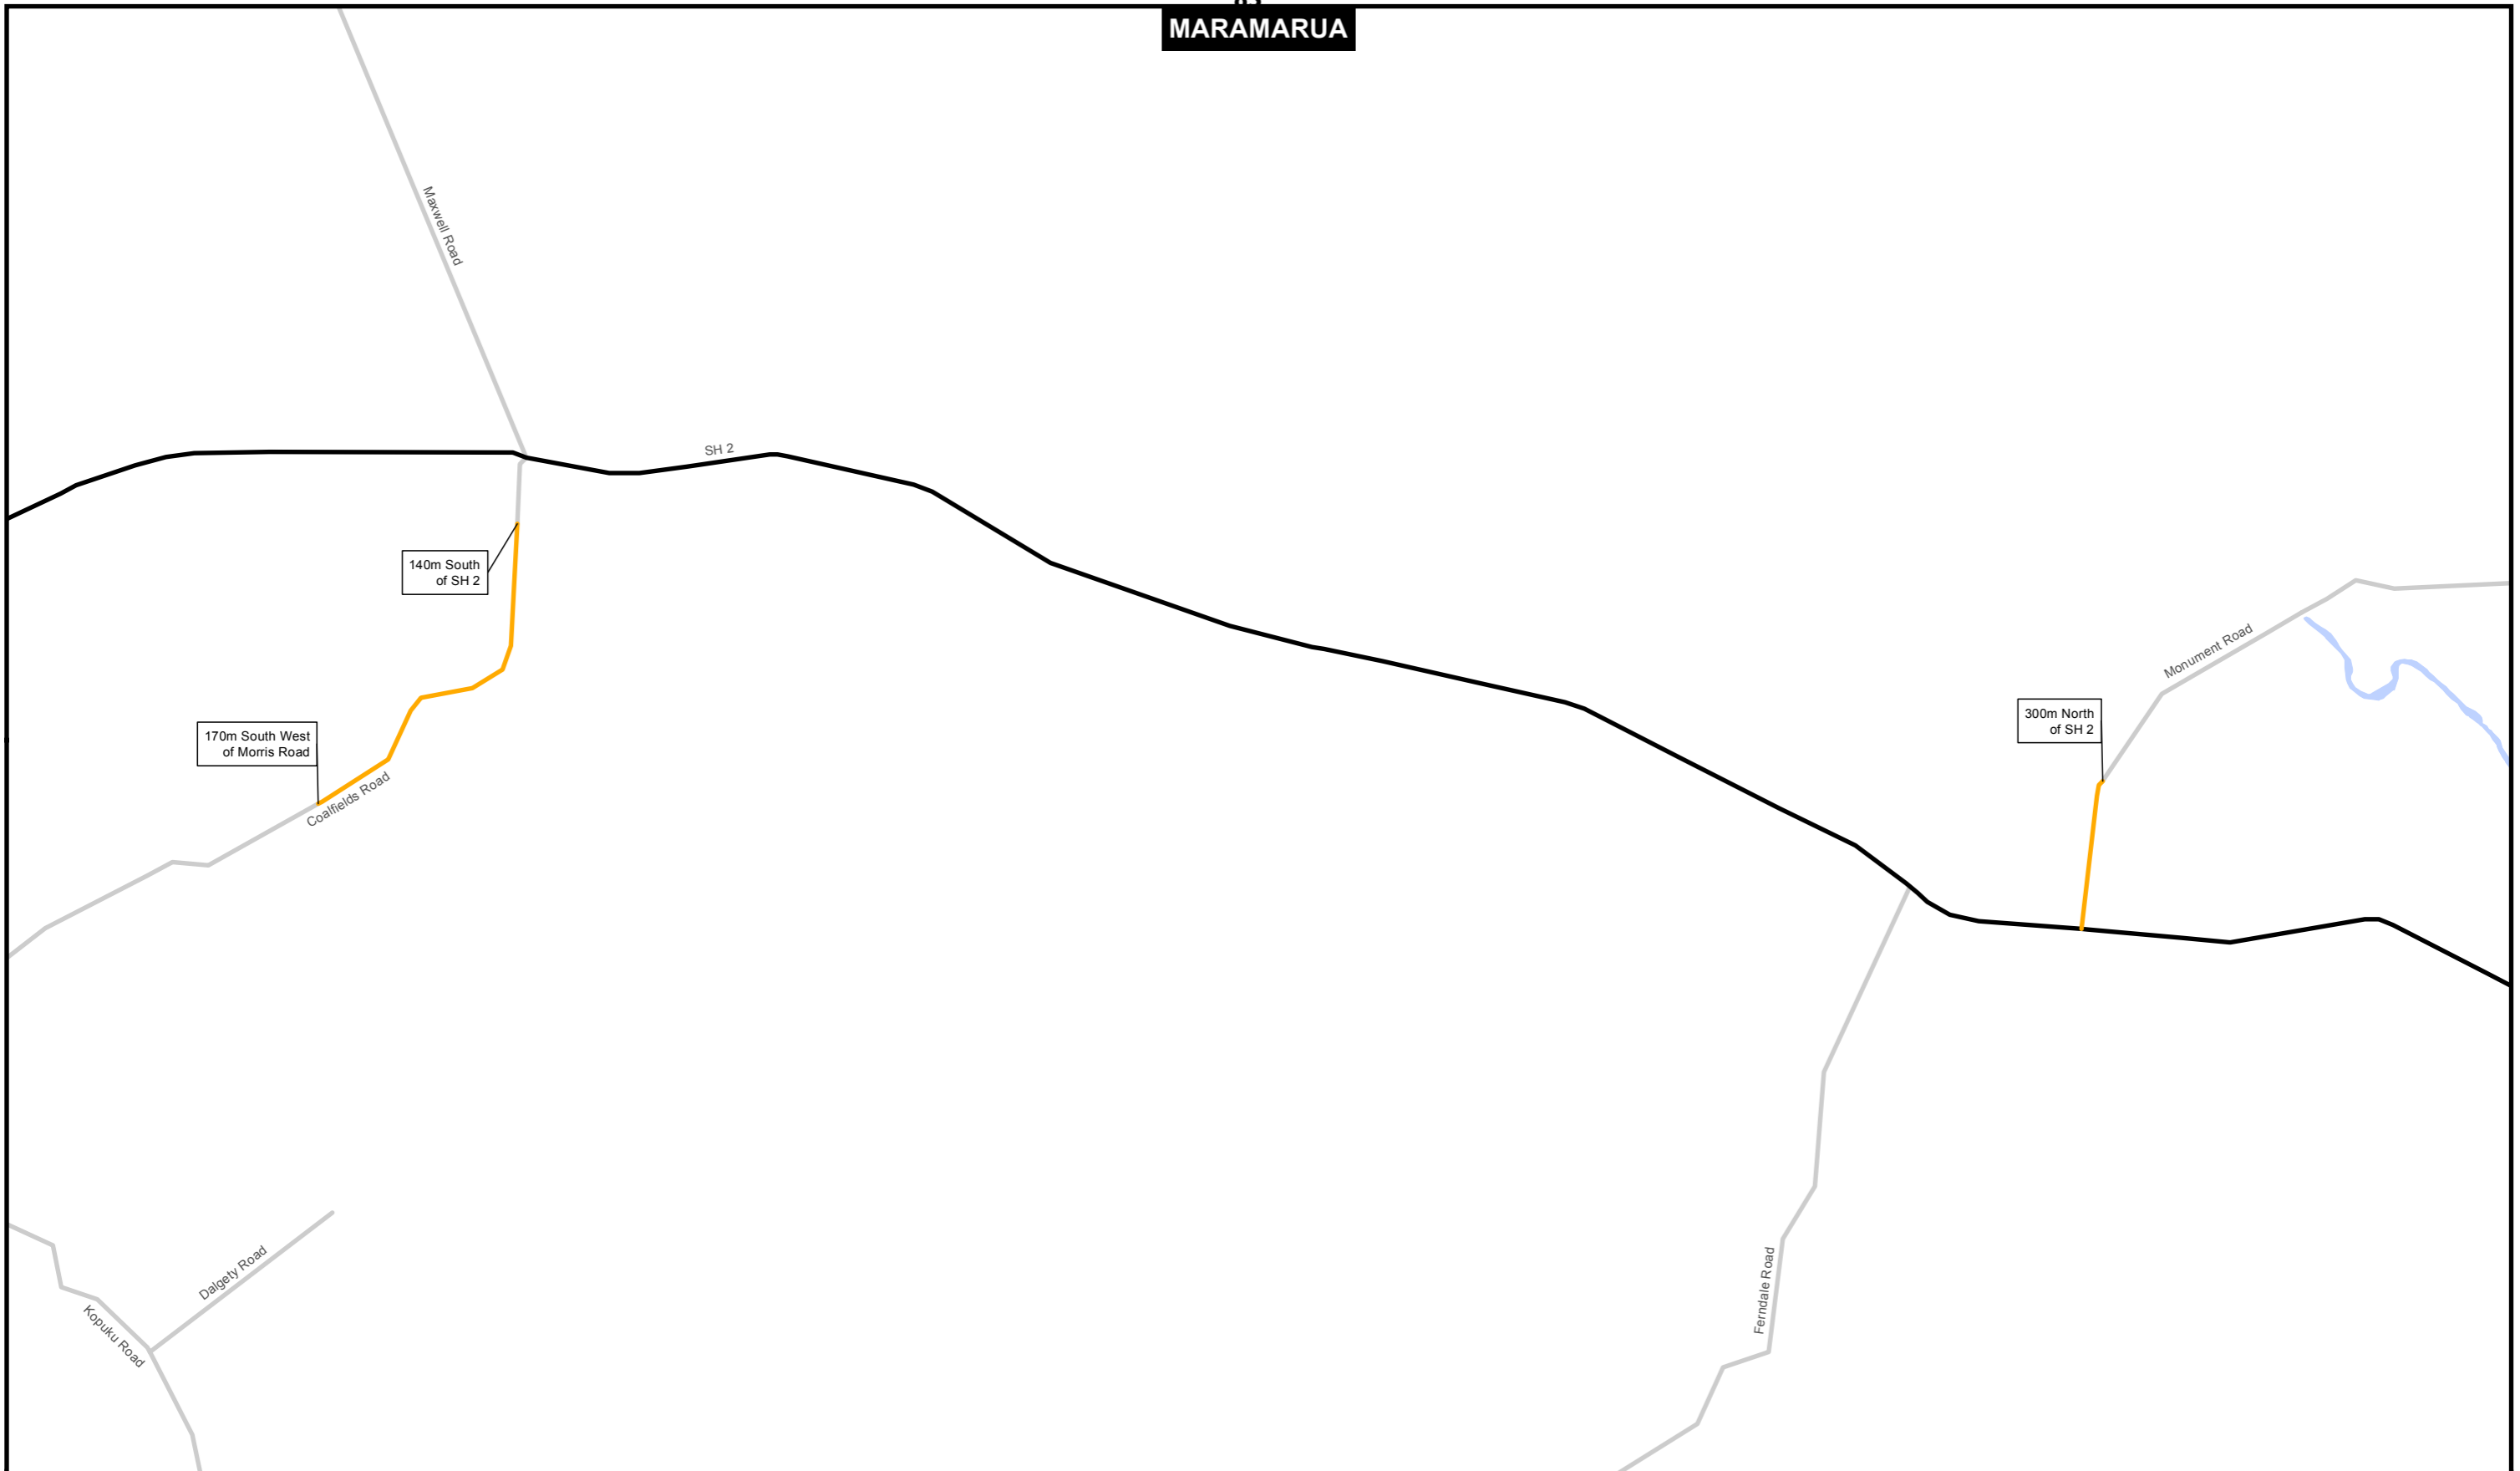 MARAMARUA
Maxwell Road
SH 2
140m South
of SH 2
Monument Road
300m North
of SH 2
170m South West
of Morris Road
Coalfields Road
Dalgety Road
Kopuku Road
Ferndale Road